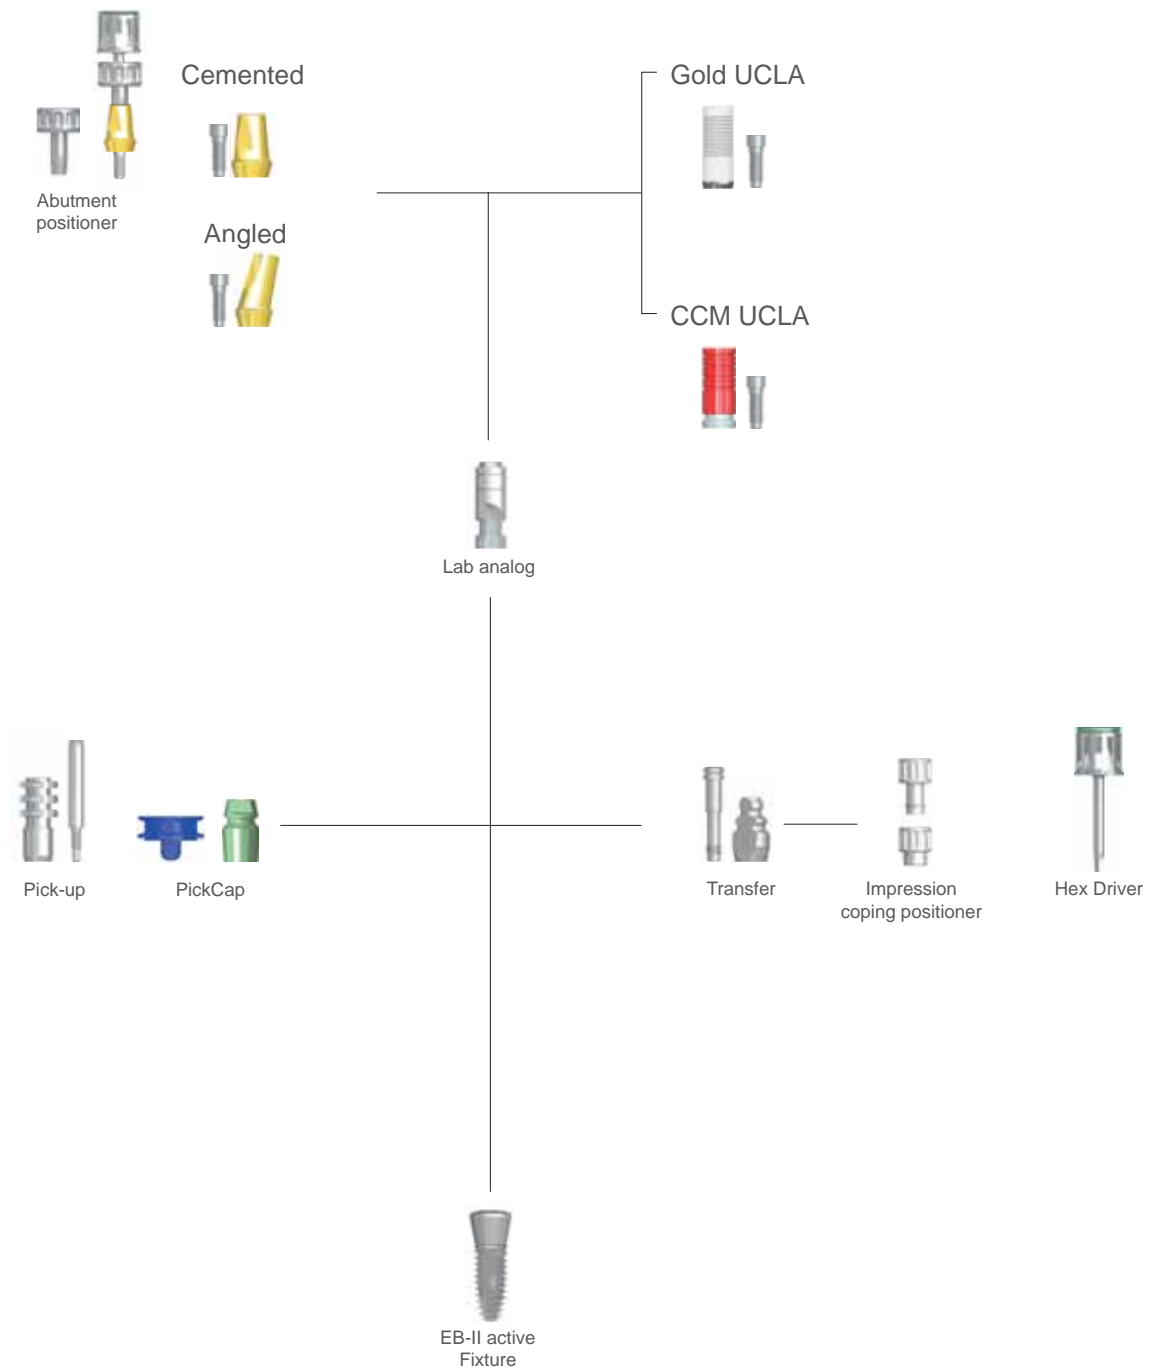 Cemented
Gold UCLA
Abutment
positioner
Angled
CCM UCLA
Lab analog
Pick-up
PickCap
Transfer
Impression
coping positioner
Hex Driver
EB-II active
Fixture